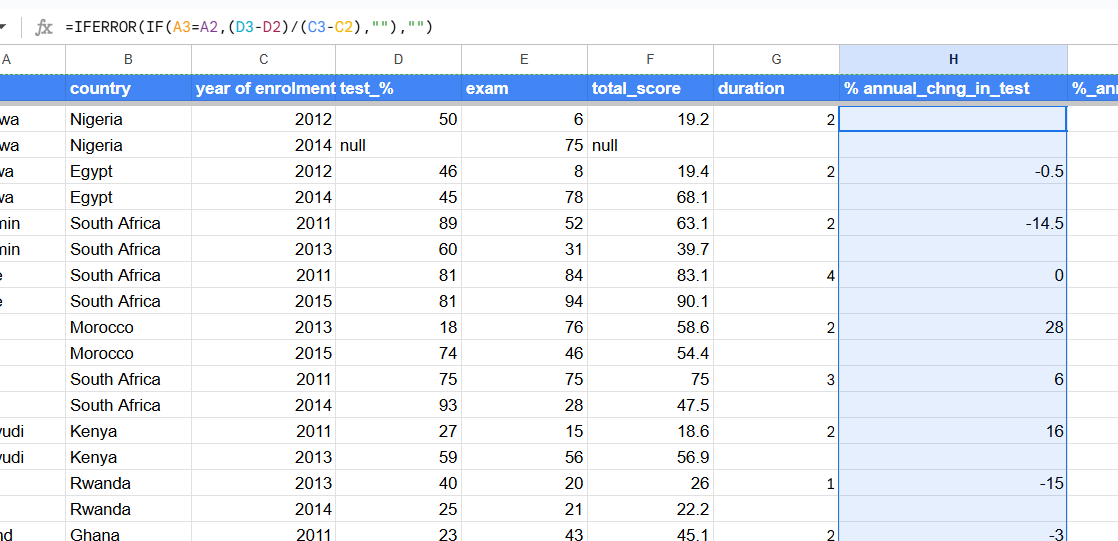 fx =IFERROR(IF(A3=A2,(D3-D2)/(C3-C2),""),"")
A B C D E F G H
country year of enrolment test_% exam total_score duration % annual_chng_in_test %_ann
wa Nigeria 2012 50 6 19.2 2
wa Nigeria 2014 null 75 null
va Egypt 2012 46 8 19.4 2 -0.5
va Egypt 2014 45 78 68.1
min South Africa 2011 89 52 63.1 2 -14.5
min South Africa 2013 60 31 39.7
e South Africa 2011 81 84 83.1 4 0
e South Africa 2015 81 94 90.1
Morocco 2013 18 76 58.6 2 28
Morocco 2015 74 46 54.4
South Africa 2011 75 75 75 3 6
South Africa 2014 93 28 47.5
yudi Kenya 2011 27 15 18.6 2 16
yudi Kenya 2013 59 56 56.9
Rwanda 2013 40 20 26 1 -15
Rwanda 2014 25 21 22.2
nd Ghana 2011 23 43 45.1 2 -3